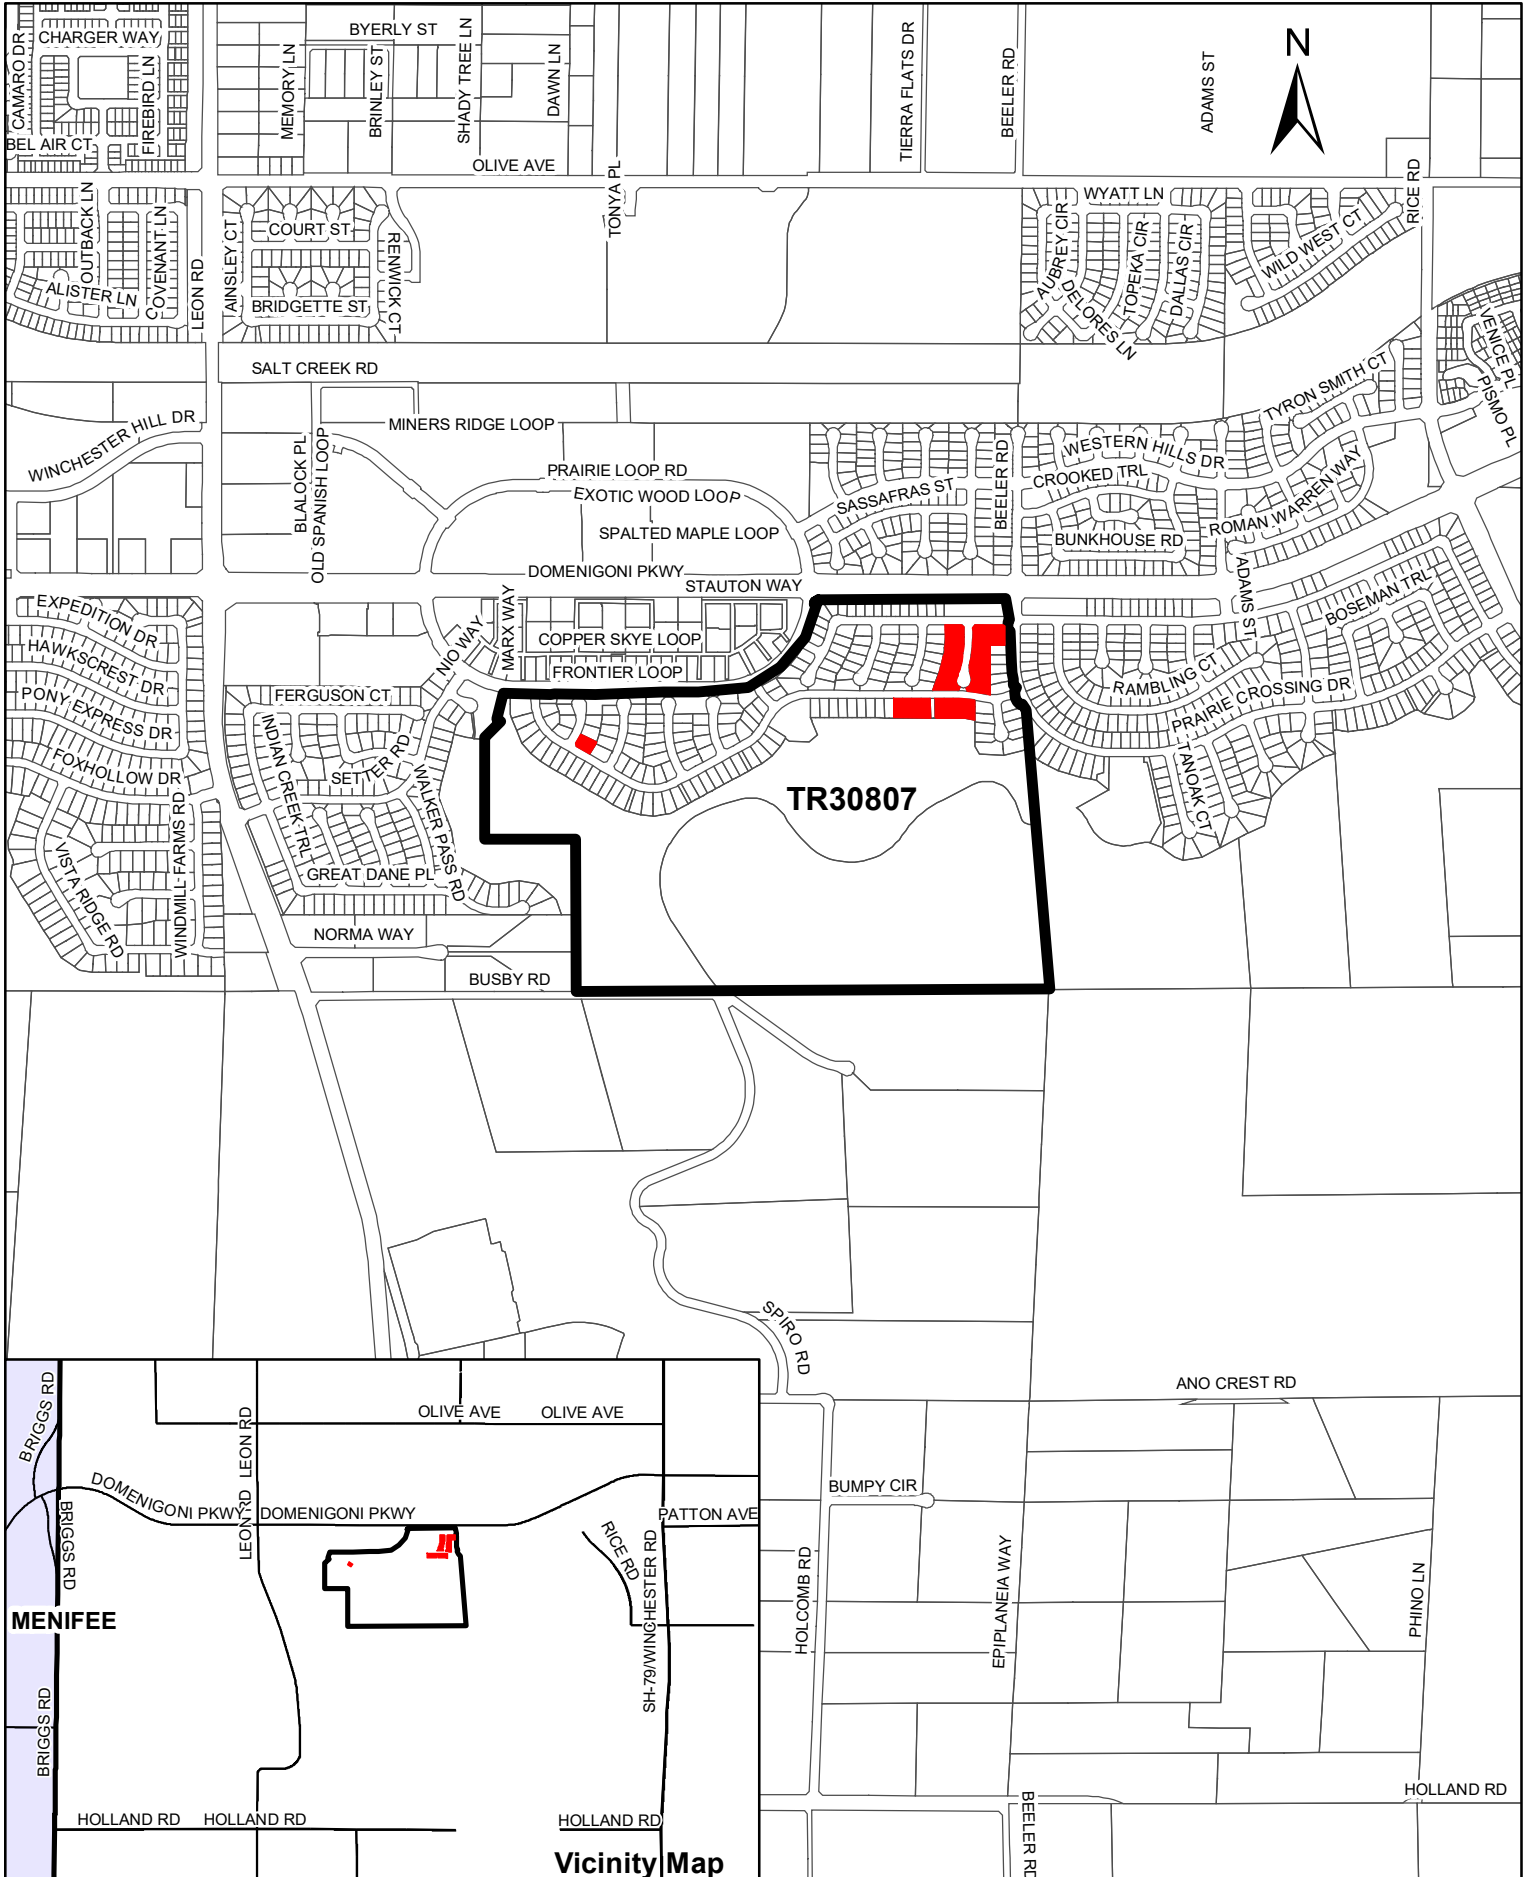 BYERLY ST
CHARGER WAY
CAMARO DR
FIREBIRD LN
MEMORY LN
BRINLEY ST
SHADY TREE LN
DAWN LN
TIERRA FLATS DR
BEELER RD
ADAMS ST
N
BEL AIR CT
OLIVE AVE
TONYA PL
RICE RD
WYATT LN
OUTBACK LN
COVENANT LN
ALISTER LN
LEON RD
AINSLEY CT
COURT ST
BRIDGETTE ST
RENWICK CT
AUBREY CIR
DELORES LN
TOPEKA CIR
DALLAS CIR
WILD WEST CT
VENICE PL
PISMO PL
SALT CREEK RD
TYRON SMITH CT
WINCHESTER HILL DR
MINERS RIDGE LOOP
BLALOCK PL
OLD SPANISH LOOP
PRAIRIE LOOP RD
EXOTIC WOOD LOOP
SPALTED MAPLE LOOP
SASSAFRAS ST
BEELER RD
WESTERN HILLS DR
CROOKED TRL
BUNKHOUSE RD
ROMAN WARREN WAY
DOMENIGONI PKWY
STAUTON WAY
ADAMS ST
BOSEMAN TRL
EXPEDITION DR
HAWKSCREST DR
PONY EXPRESS DR
FOXHOLLOW DR
NIO WAY
MARX WAY
COPPER SKYE LOOP
FRONTIER LOOP
RAMBLING CT
PRAIRIE CROSSING DR
TANOAK CT
FERGUSON CT
INDIAN CREEK TRL
SETTER RD
WALKER PASS RD
GREAT DANE PL
VISTA RIDGE RD
WINDMILL FARMS RD
TR30807
NORMA WAY
BUSBY RD
SPIRO RD
ANO CREST RD
BUMPY CIR
HOLCOMB RD
EPIPLANEIA WAY
PHINO LN
HOLLAND RD
BEELER RD
BRIGGS RD
OLIVE AVE
OLIVE AVE
LEON RD
LEON RD
DOMENIGONI PKWY
DOMENIGONI PKWY
PATTON AVE
BRIGGS RD
RICE RD
SH-79/WINCHESTER RD
MENIFEE
BRIGGS RD
HOLLAND RD
HOLLAND RD
HOLLAND RD
Vicinity Map